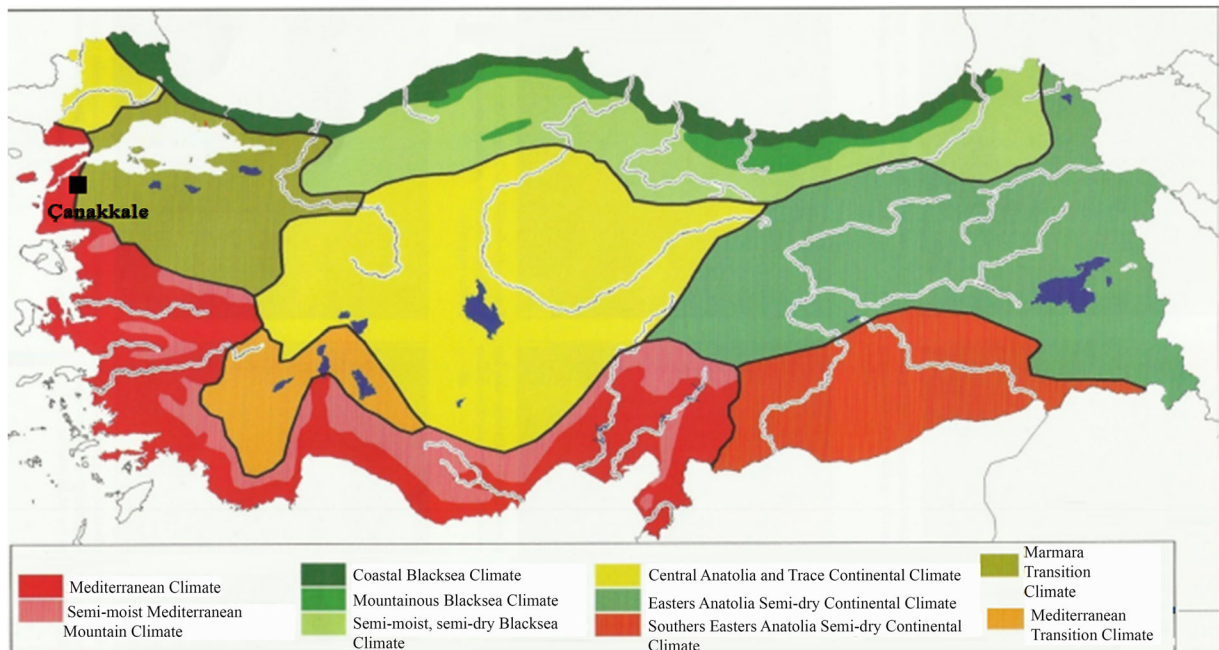 Çanakkale
Mediterranean Climate
Semi-moist Mediterranean
Mountain Climate
Coastal Blacksea Climate
Mountainous Blacksea Climate
Semi-moist, semi-dry Blacksea
Climate
Central Anatolia and Trace Continental Climate
Easters Anatolia Semi-dry Continental Climate
Southers Easters Anatolia Semi-dry Continental
Climate
Marmara
Transition
Climate
Mediterranean
Transition Climate